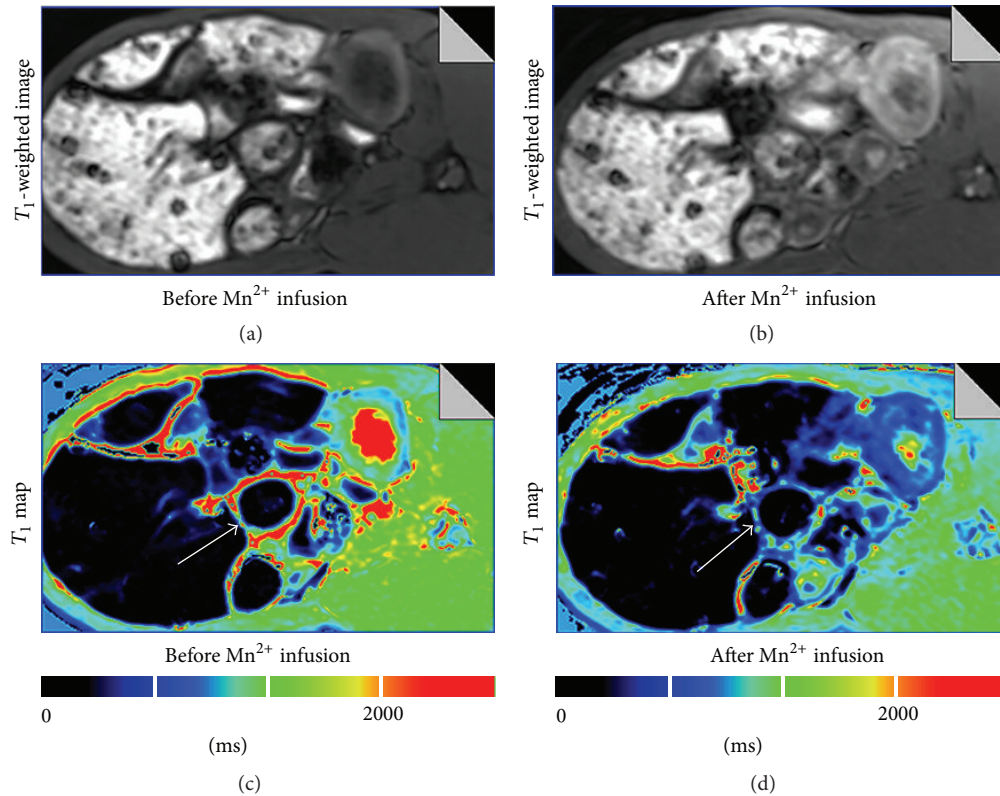 T₁-weighted image
Before Mn²⁺ infusion
(a)
T₁-weighted image
After Mn²⁺ infusion
(b)
T₁ map
Before Mn²⁺ infusion
0 2000
(ms)
(c)
T₁ map
After Mn²⁺ infusion
0 2000
(ms)
(d)